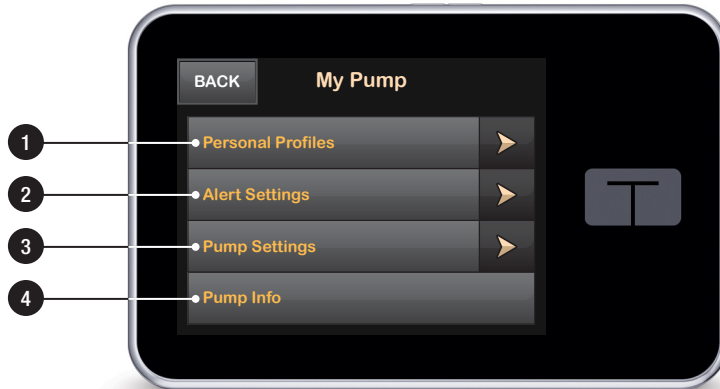 BACK
My Pump
1
Personal Profiles
2
Alert Settings
3
Pump Settings
4
Pump Info